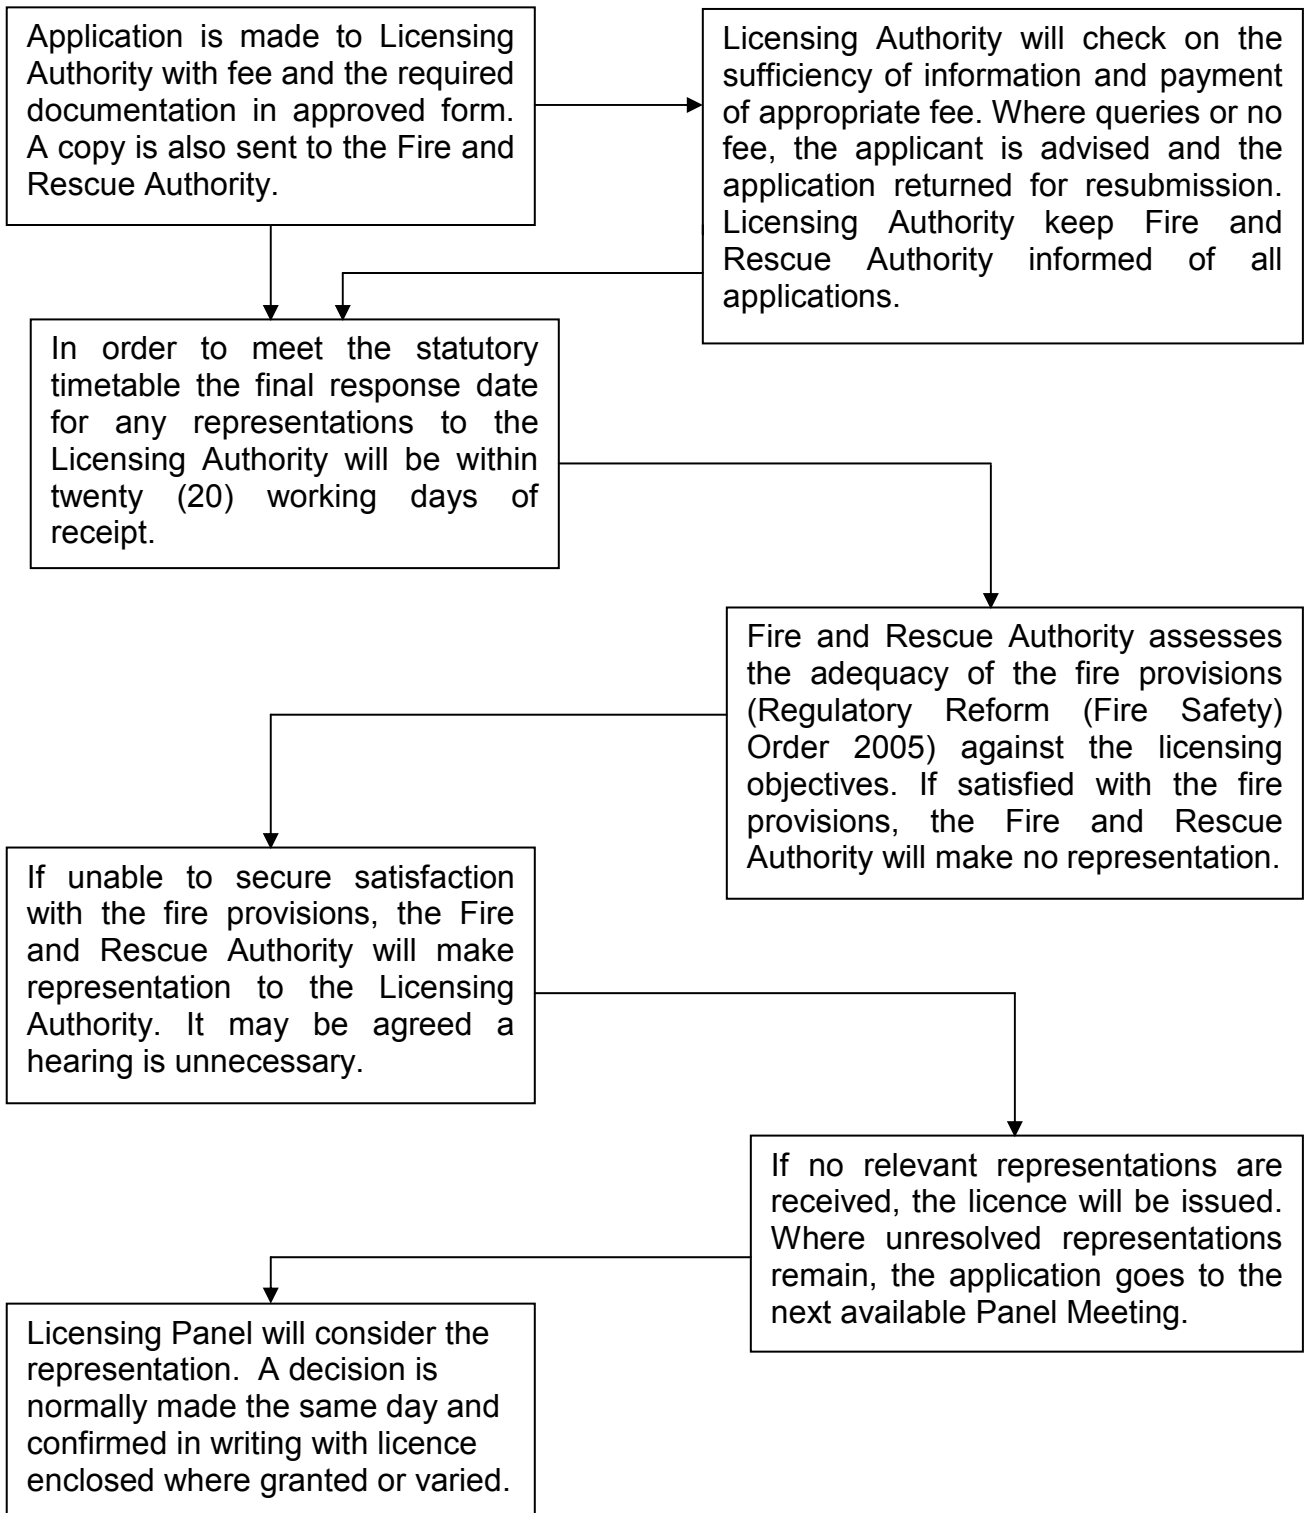 Application is made to Licensing
Authority with fee and the required
documentation in approved form.
A copy is also sent to the Fire and
Rescue Authority.
Licensing Authority will check on the
sufficiency of information and payment
of appropriate fee. Where queries or no
fee, the applicant is advised and the
application returned for resubmission.
Licensing Authority keep Fire and
Rescue Authority informed of all
applications.
In order to meet the statutory
timetable the final response date
for any representations to the
Licensing Authority will be within
twenty (20) working days of
receipt.
Fire and Rescue Authority assesses
the adequacy of the fire provisions
(Regulatory Reform (Fire Safety)
Order 2005) against the licensing
objectives. If satisfied with the fire
provisions, the Fire and Rescue
Authority will make no representation.
If unable to secure satisfaction
with the fire provisions, the Fire
and Rescue Authority will make
representation to the Licensing
Authority. It may be agreed a
hearing is unnecessary.
If no relevant representations are
received, the licence will be issued.
Where unresolved representations
remain, the application goes to the
next available Panel Meeting.
Licensing Panel will consider the
representation. A decision is
normally made the same day and
confirmed in writing with licence
enclosed where granted or varied.